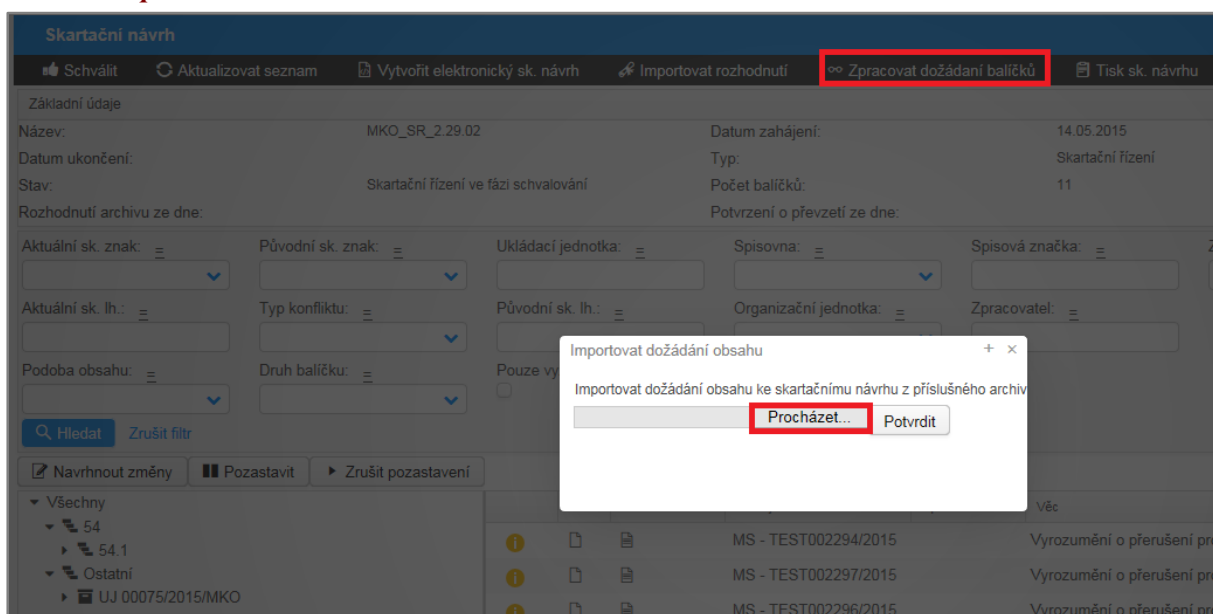 Skartační návrh
Schválit Aktualizovat seznam Vytvořit elektronický sk. návrh Importovat rozhodnutí Zpracovat dožádaní balíčků Tisk sk. návrhu
Základní údaje
Název: MKO_SR_2.29.02 Datum zahájení: 14.05.2015
Datum ukončení: Typ: Skartační řízení
Stav: Skartační řízení ve fázi schvalování Počet balíčků: 11
Rozhodnutí archivu ze dne: Potvrzení o převzetí ze dne:
Aktuální sk. znak: = Původní sk. znak: = Ukládací jednotka: = Spisovna: = Spisová značka: =
Aktuální sk. lh.: = Typ konfliktu: = Původní sk. lh.: = Organizační jednotka: = Zpracovatel: =
Importovat dožádání obsahu + ×
Podoba obsahu: = Druh balíčku: = Pouze vy
Importovat dožádání obsahu ke skartačnímu návrhu z příslušného archiv
Procházet... Potvrdit
Hledat Zrušit filtr
Navrhnout změny Pozastavit Zrušit pozastavení
Všechny
Věc
54
54.1 MS - TEST002294/2015 Vyrozumění o přerušení pro
Ostatní MS - TEST002297/2015 Vyrozumění o přerušení pro
UJ 00075/2015/MKO MS - TEST002296/2015 Vyrozumění o přerušení pro